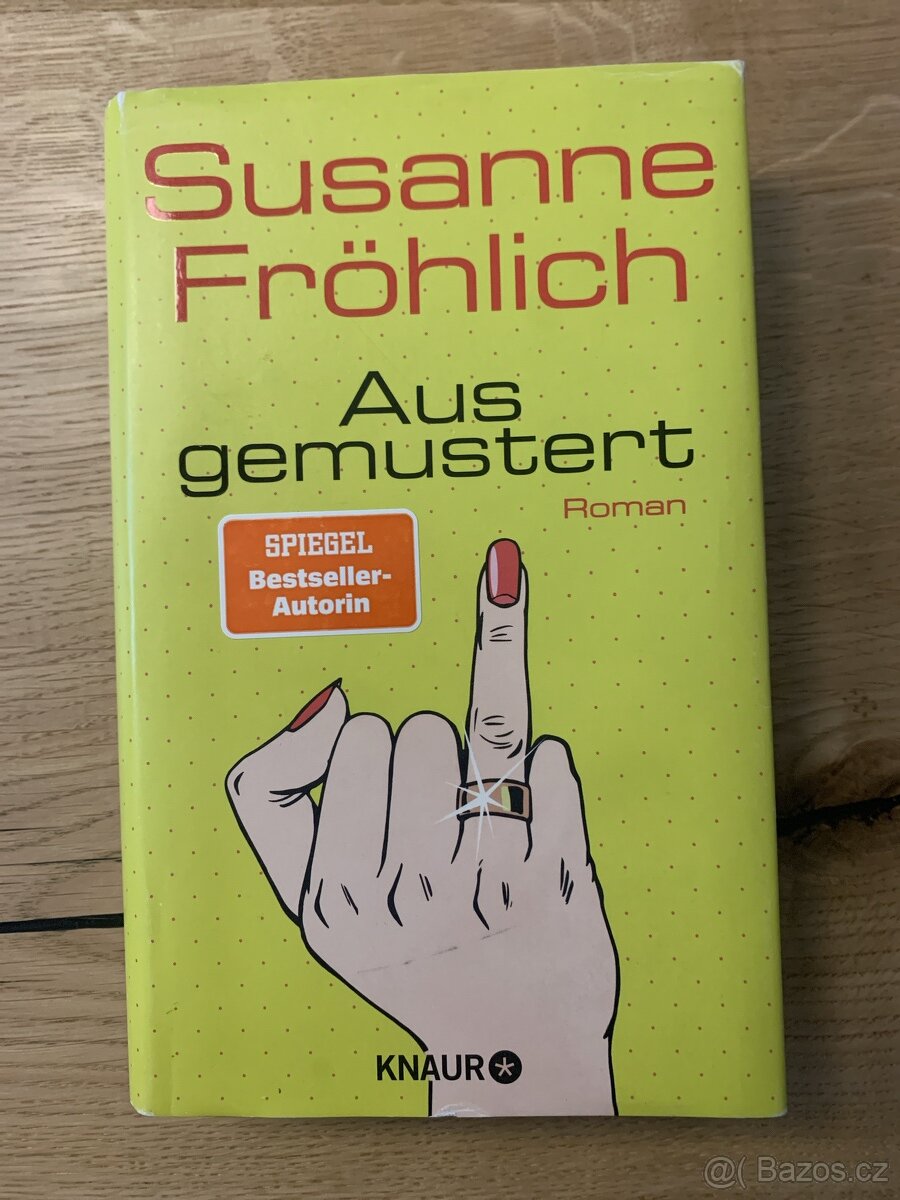 Susanne
Fröhlich
Aus
gemustert
Roman
SPIEGEL
Bestseller-
Autorin
KNAUR
@( Bazos.cz